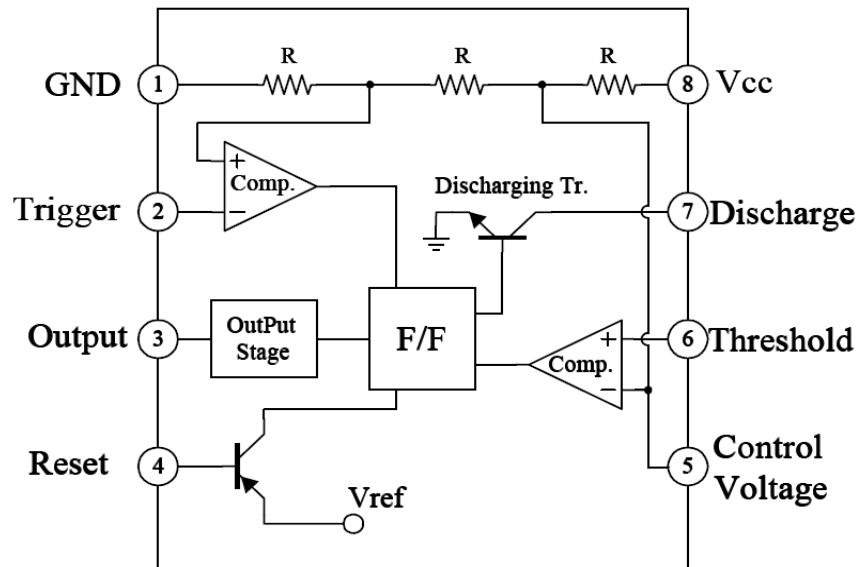 R R R
GND 1 8 Vcc
+
Comp.
−
Trigger 2
Discharging Tr.
7 Discharge
Output 3
OutPut
Stage
F/F
+
Comp.
−
6 Threshold
Reset 4
Vref
5 Control
Voltage